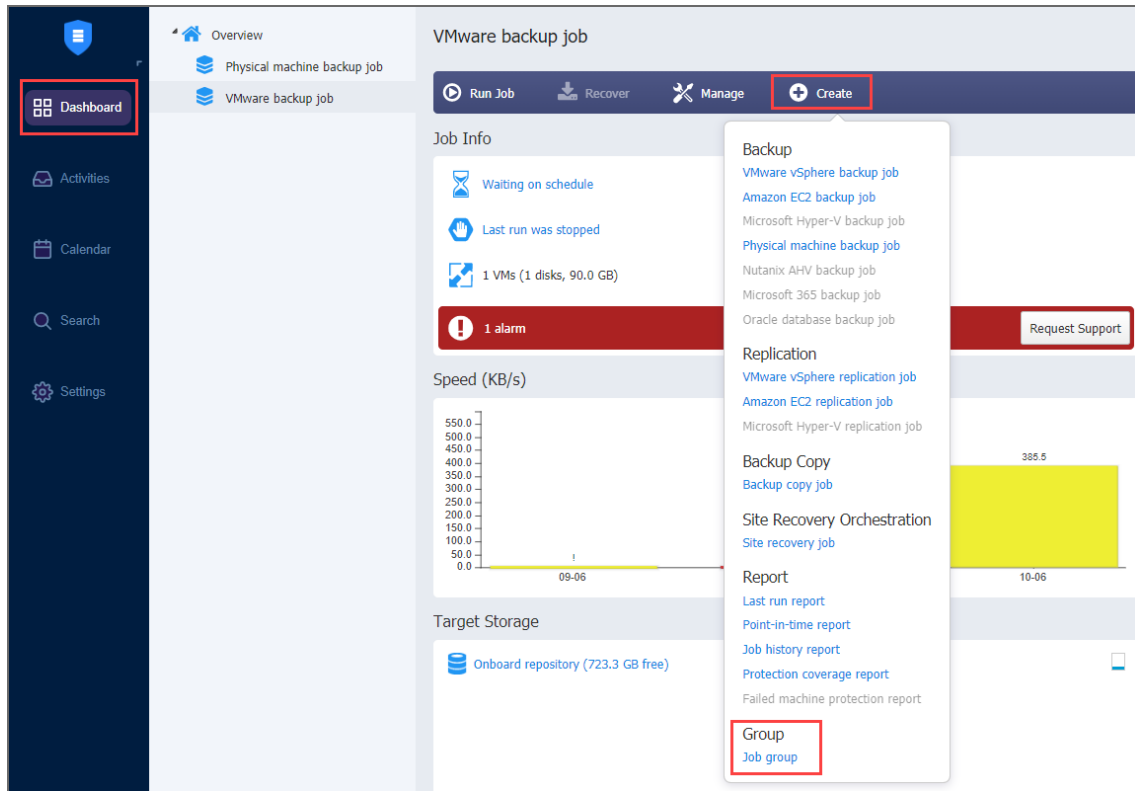 Overview
Physical machine backup job
VMware backup job
Dashboard
Activities
Calendar
Search
Settings
VMware backup job
Run Job
Recover
Manage
Create
Job Info
Waiting on schedule
Last run was stopped
1 VMs (1 disks, 90.0 GB)
1 alarm
Request Support
Speed (KB/s)
550.0
500.0
450.0
400.0
350.0
300.0
250.0
200.0
150.0
100.0
50.0
0.0
!
09-06
385.5
10-06
Target Storage
Onboard repository (723.3 GB free)
Backup
VMware vSphere backup job
Amazon EC2 backup job
Microsoft Hyper-V backup job
Physical machine backup job
Nutanix AHV backup job
Microsoft 365 backup job
Oracle database backup job
Replication
VMware vSphere replication job
Amazon EC2 replication job
Microsoft Hyper-V replication job
Backup Copy
Backup copy job
Site Recovery Orchestration
Site recovery job
Report
Last run report
Point-in-time report
Job history report
Protection coverage report
Failed machine protection report
Group
Job group